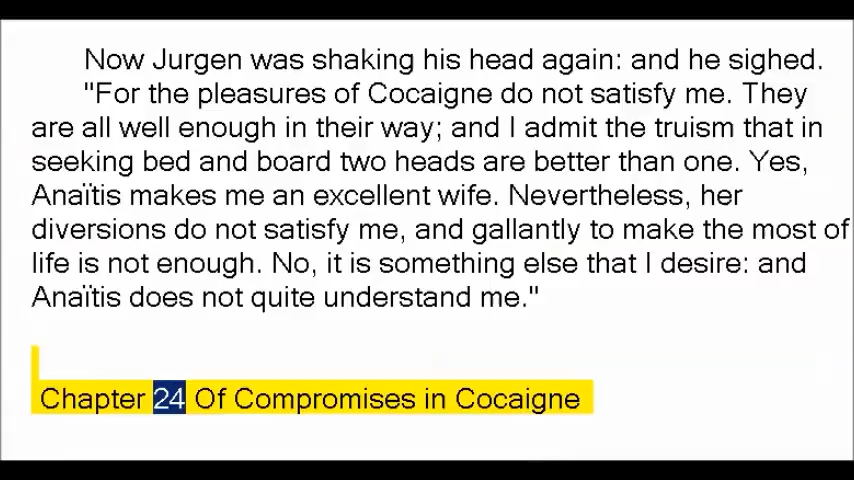 Now Jurgen was shaking his head again: and he sighed.
"For the pleasures of Cocaigne do not satisfy me. They
are all well enough in their way; and I admit the truism that in
seeking bed and board two heads are better than one. Yes,
Anaïtis makes me an excellent wife. Nevertheless, her
diversions do not satisfy me, and gallantly to make the most of
life is not enough. No, it is something else that I desire: and
Anaïtis does not quite understand me."
Chapter 24 Of Compromises in Cocaigne